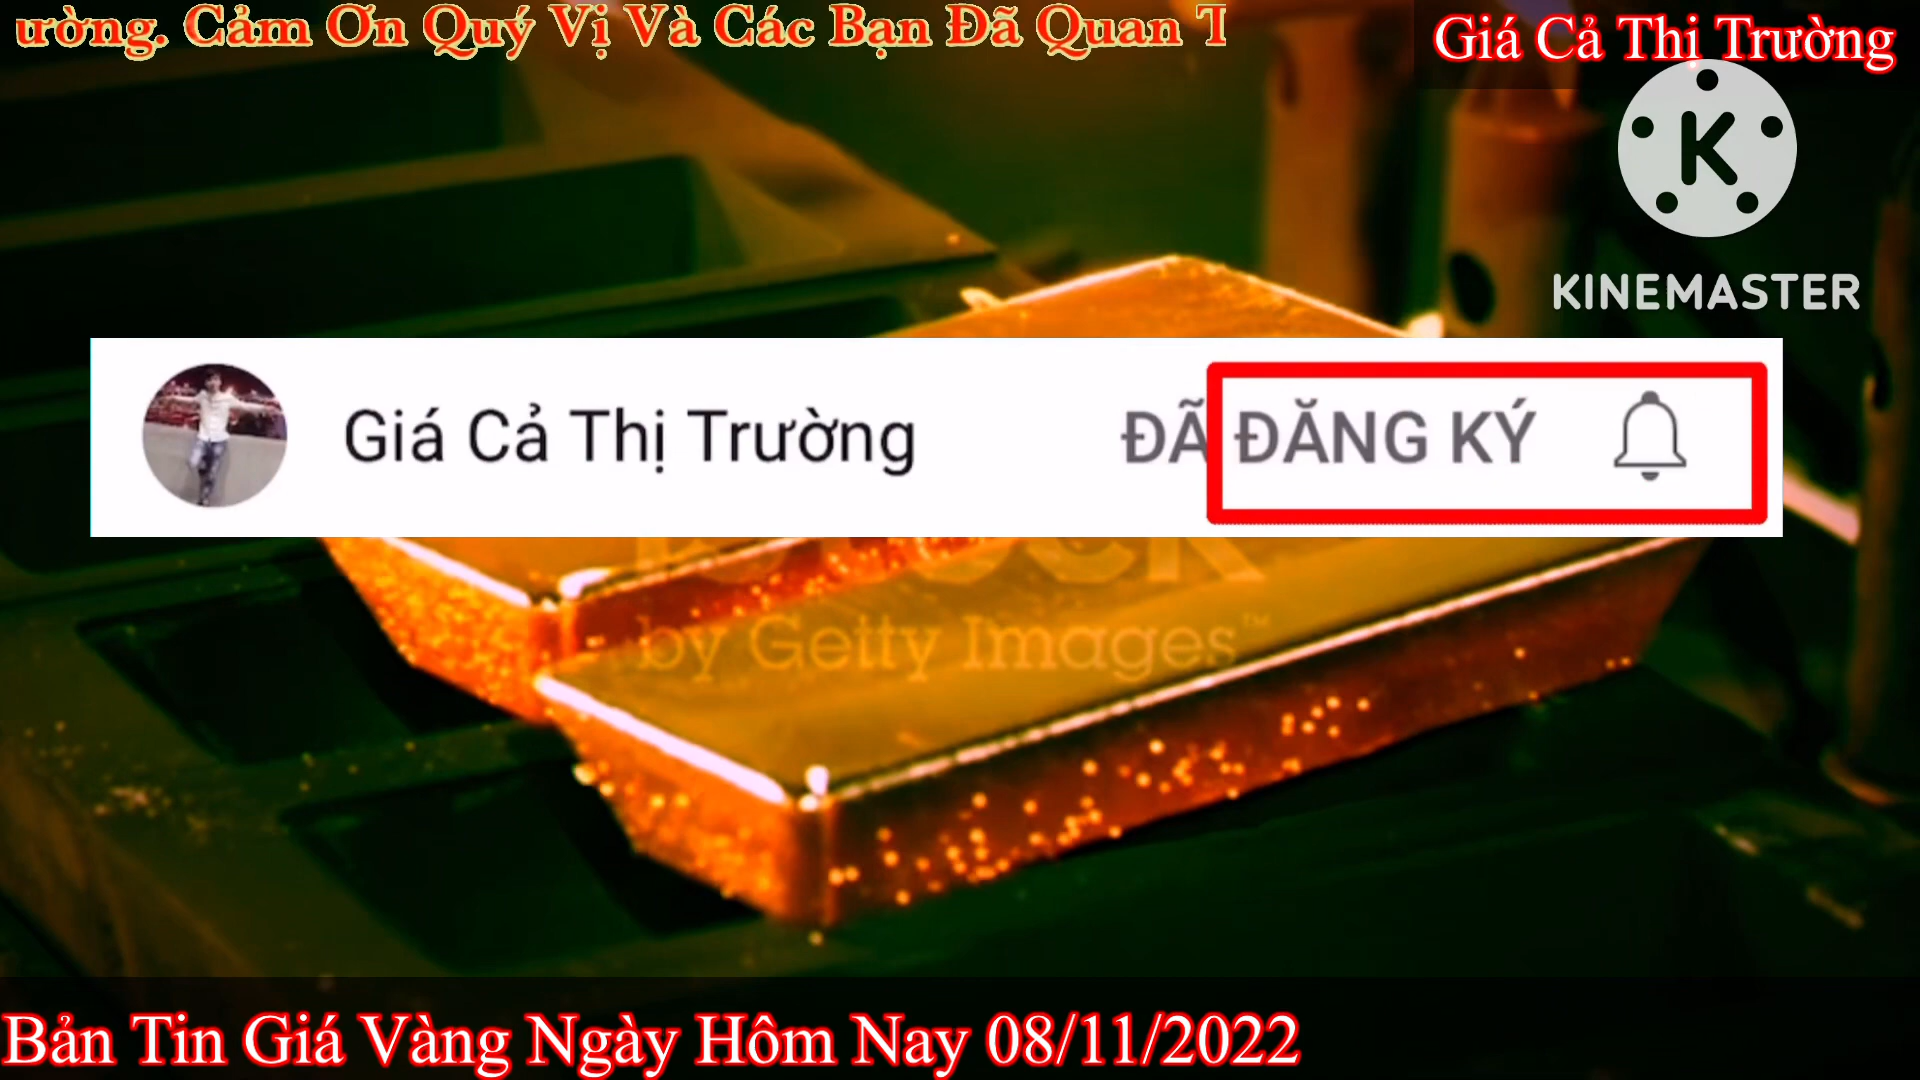 ường. Cảm Ơn Quý Vị Và Các Bạn Đã Quan T
Giá Cả Thị Trường
K
KINEMASTER
Giá Cả Thị Trường
ĐÃ ĐĂNG KÝ
by Getty Images™
Bản Tin Giá Vàng Ngày Hôm Nay 08/11/2022